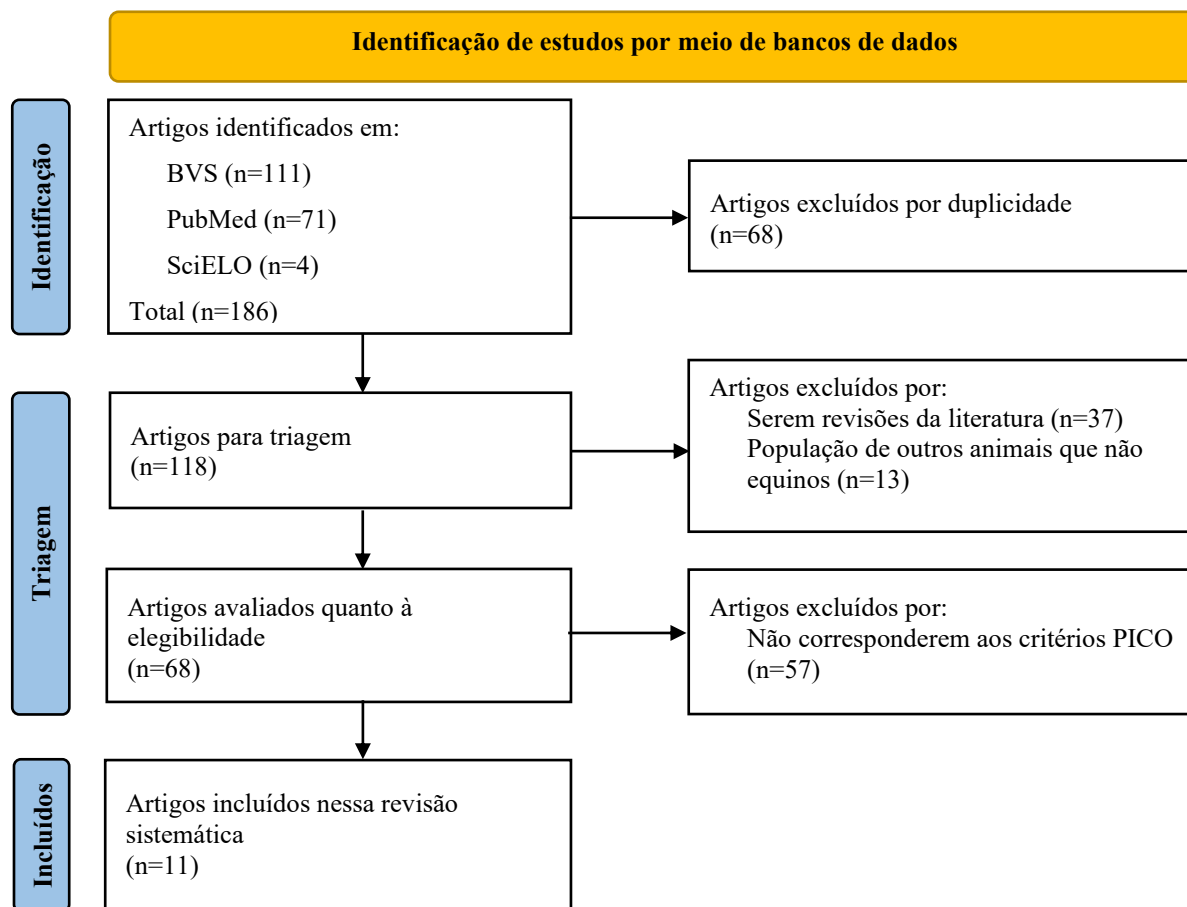 Identificação de estudos por meio de bancos de dados
Identificação
Artigos identificados em:
BVS (n=111)
PubMed (n=71)
SciELO (n=4)
Total (n=186)
Artigos excluídos por duplicidade
(n=68)
Triagem
Artigos para triagem
(n=118)
Artigos excluídos por:
Serem revisões da literatura (n=37)
População de outros animais que não
equinos (n=13)
Artigos avaliados quanto à
elegibilidade
(n=68)
Artigos excluídos por:
Não corresponderem aos critérios PICO
(n=57)
Incluídos
Artigos incluídos nessa revisão
sistemática
(n=11)